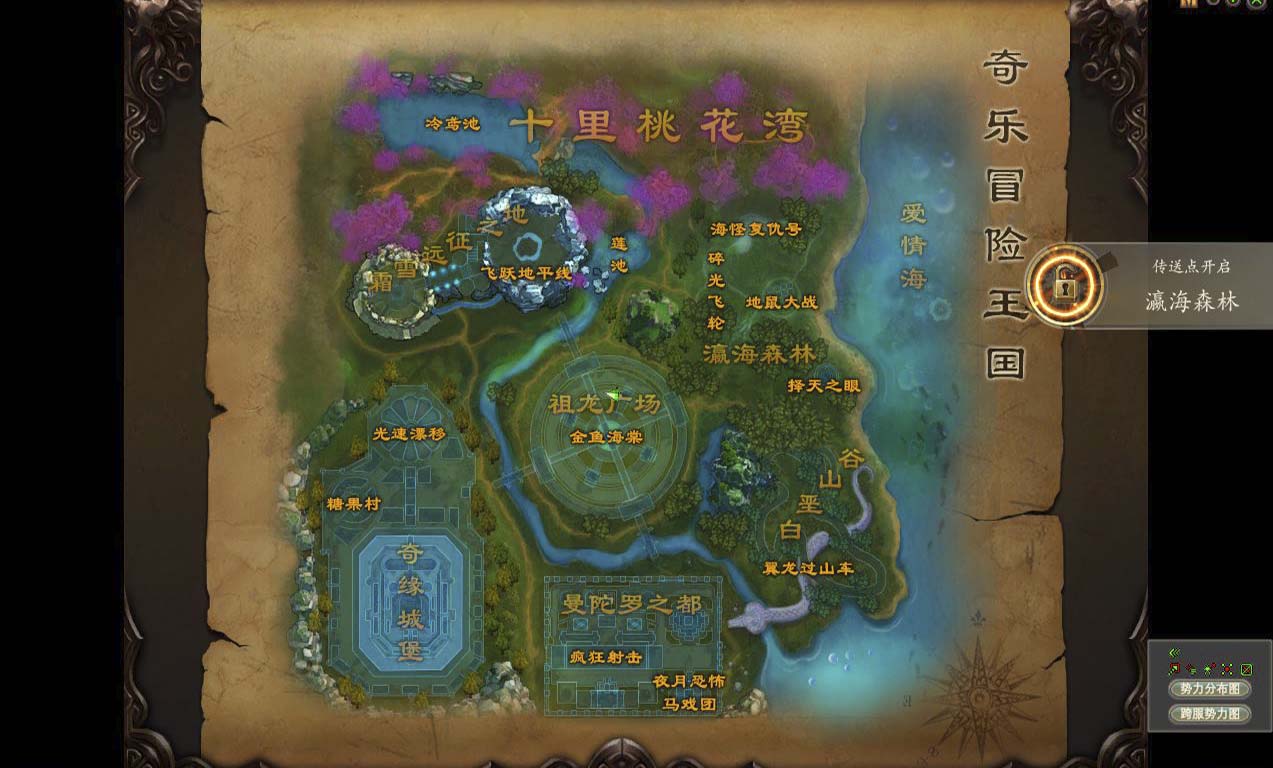 奇乐冒险王国
十里桃花湾
冷鸢池
爱情海
霜雪远征之地
飞跃地平线
莲池
海怪复仇号
碎光飞轮
地鼠大战
瀛海森林
择天之眼
传送点开启
瀛海森林
祖龙广场
金鱼海棠
光速漂移
糖果村
奇缘城堡
白垩山谷
翼龙过山车
曼陀罗之都
疯狂射击
夜月恐怖
马戏团
势力分布图
跨服势力图